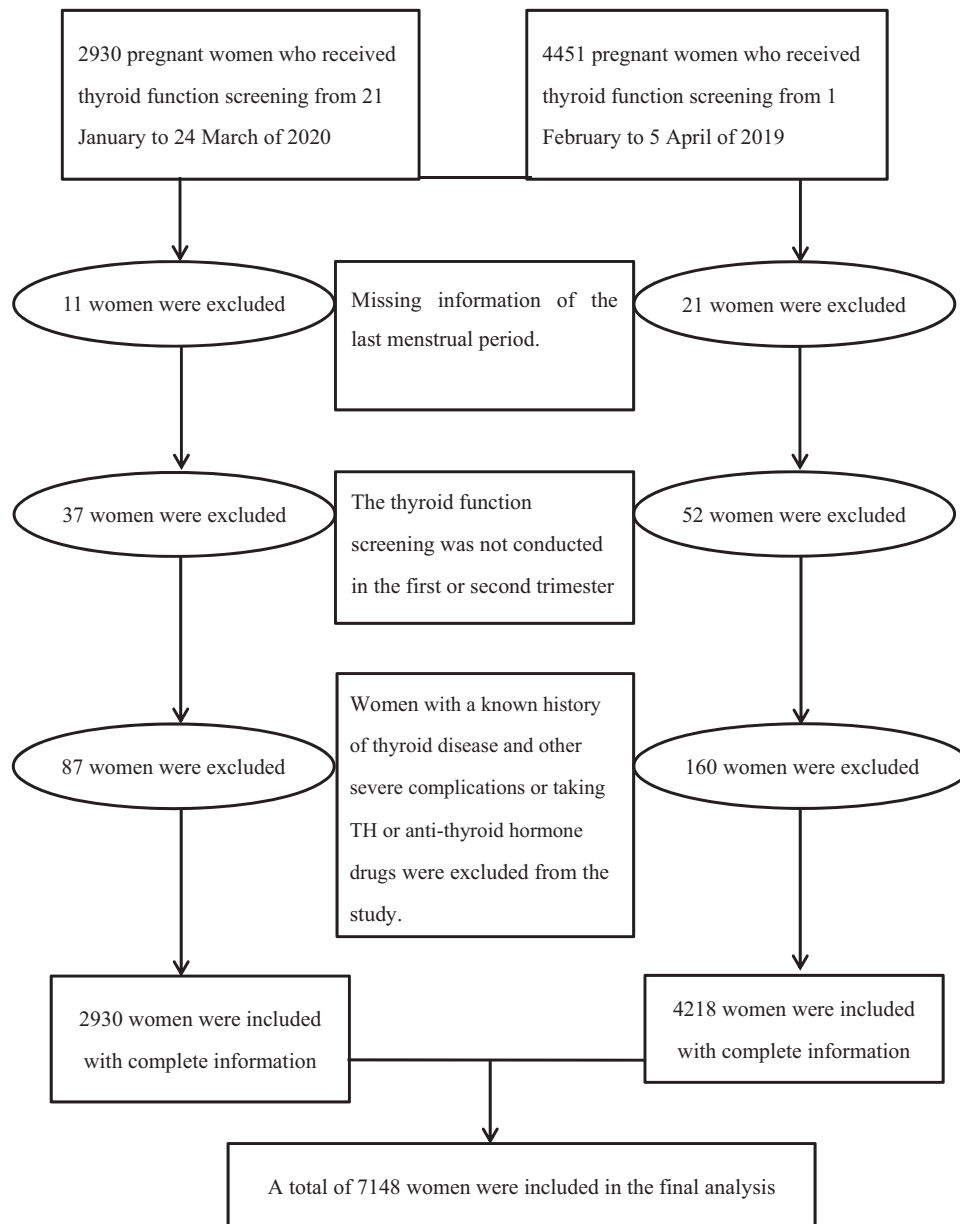 2930 pregnant women who received
thyroid function screening from 21
January to 24 March of 2020
4451 pregnant women who received
thyroid function screening from 1
February to 5 April of 2019
11 women were excluded
Missing information of the
last menstrual period.
21 women were excluded
37 women were excluded
The thyroid function
screening was not conducted
in the first or second trimester
52 women were excluded
87 women were excluded
Women with a known history
of thyroid disease and other
severe complications or taking
TH or anti-thyroid hormone
drugs were excluded from the
study.
160 women were excluded
2930 women were included
with complete information
4218 women were included
with complete information
A total of 7148 women were included in the final analysis